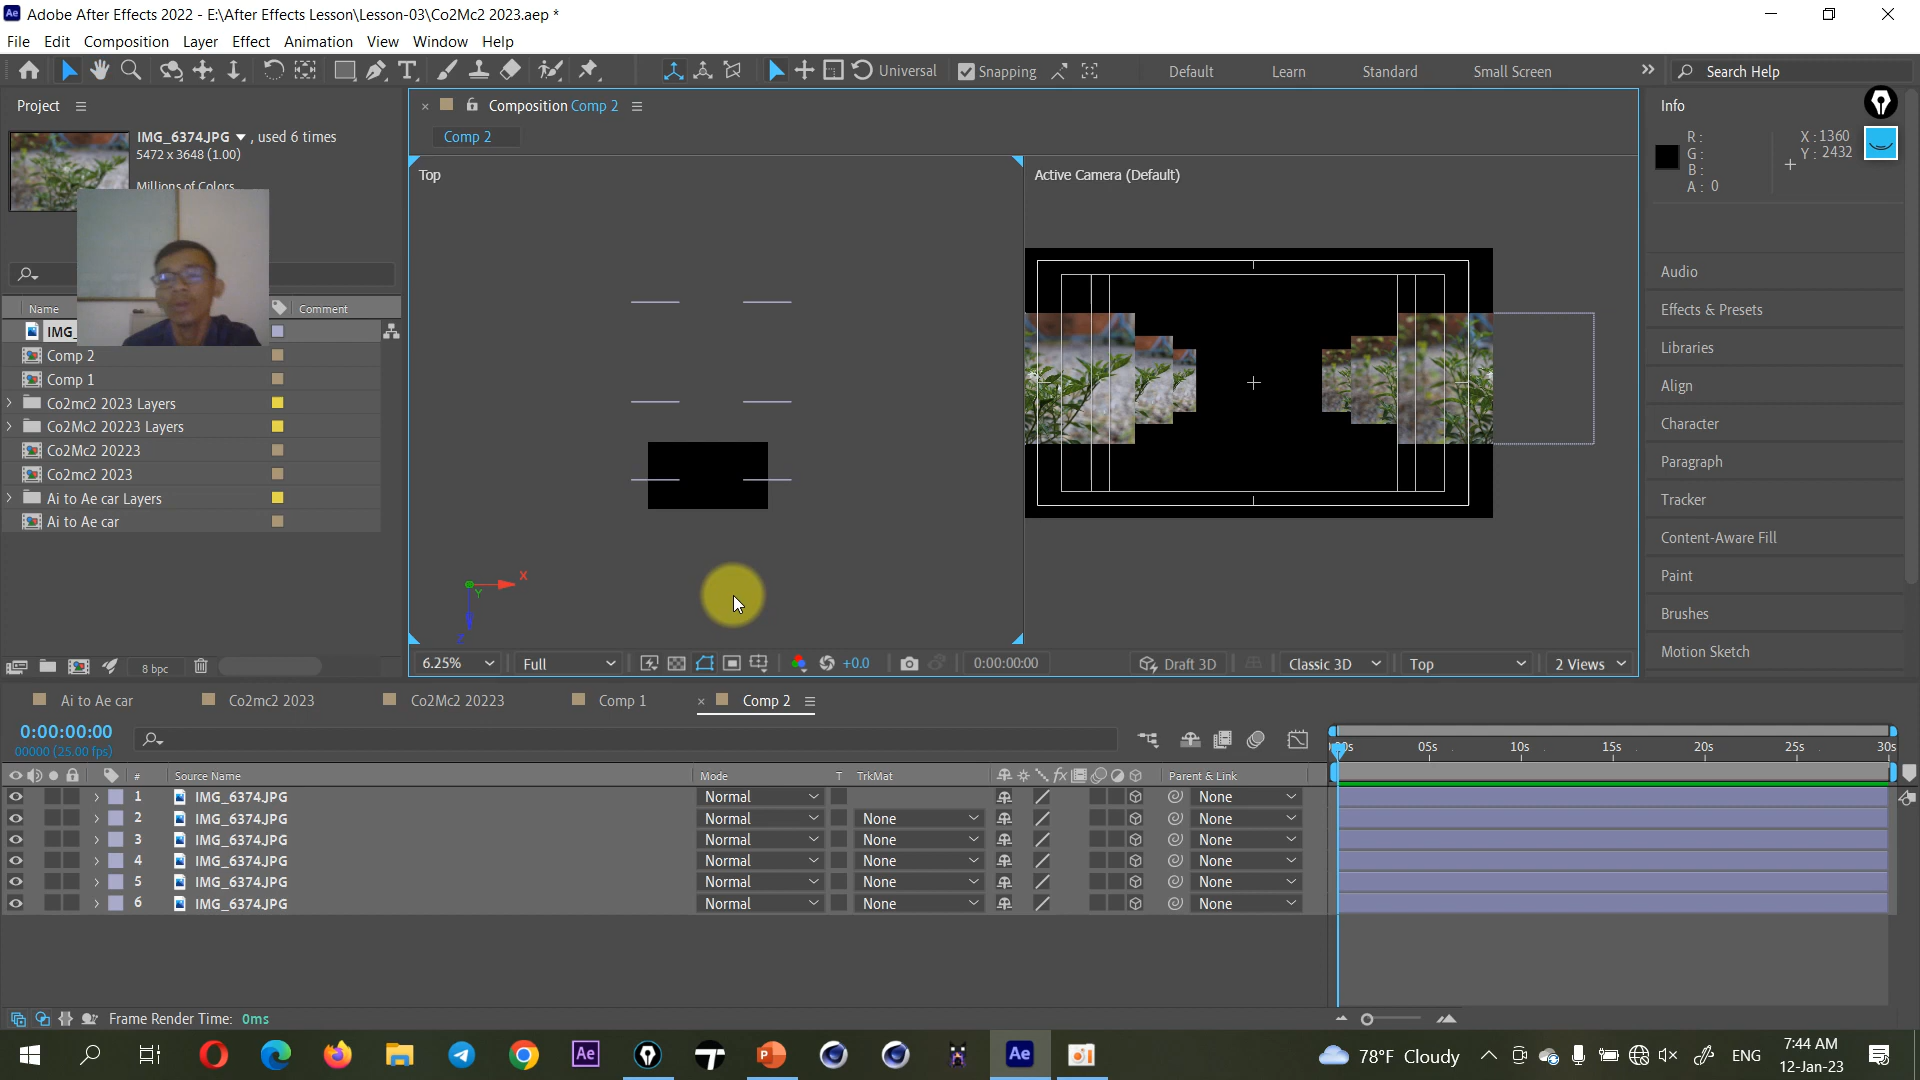 Adobe After Effects 2022 - E:\After Effects Lesson\Lesson-03\Co2Mc2 2023.aep *
File Edit Composition Layer Effect Animation View Window Help
Universal Snapping Default Learn Standard Small Screen Search Help
Project
IMG_6374.JPG , used 6 times
5472 x 3648 (1.00)
Millions of Colors
Name Comment
IMG_
Comp 2
Comp 1
Co2mc2 2023 Layers
Co2Mc2 20223 Layers
Co2Mc2 20223
Co2mc2 2023
Ai to Ae car Layers
Ai to Ae car
8 bpc
Composition Comp 2
Comp 2
Top
Active Camera (Default)
X
Y
Z
6.25% Full +0.0 0:00:00:00 Draft 3D Classic 3D Top 2 Views
Info
R:
G:
B:
A: 0
X: 1360
Y: 2432
Audio
Effects & Presets
Libraries
Align
Character
Paragraph
Tracker
Content-Aware Fill
Paint
Brushes
Motion Sketch
Ai to Ae car Co2mc2 2023 Co2Mc2 20223 Comp 1 Comp 2
0:00:00:00
00000 (25.00 fps)
05s 10s 15s 20s 25s 30s
# Source Name Mode T TrkMat fx Parent & Link
1 IMG_6374.JPG Normal None
2 IMG_6374.JPG Normal None None
3 IMG_6374.JPG Normal None None
4 IMG_6374.JPG Normal None None
5 IMG_6374.JPG Normal None None
6 IMG_6374.JPG Normal None None
Frame Render Time: 0ms
78°F Cloudy ENG
7:44 AM
12-Jan-23